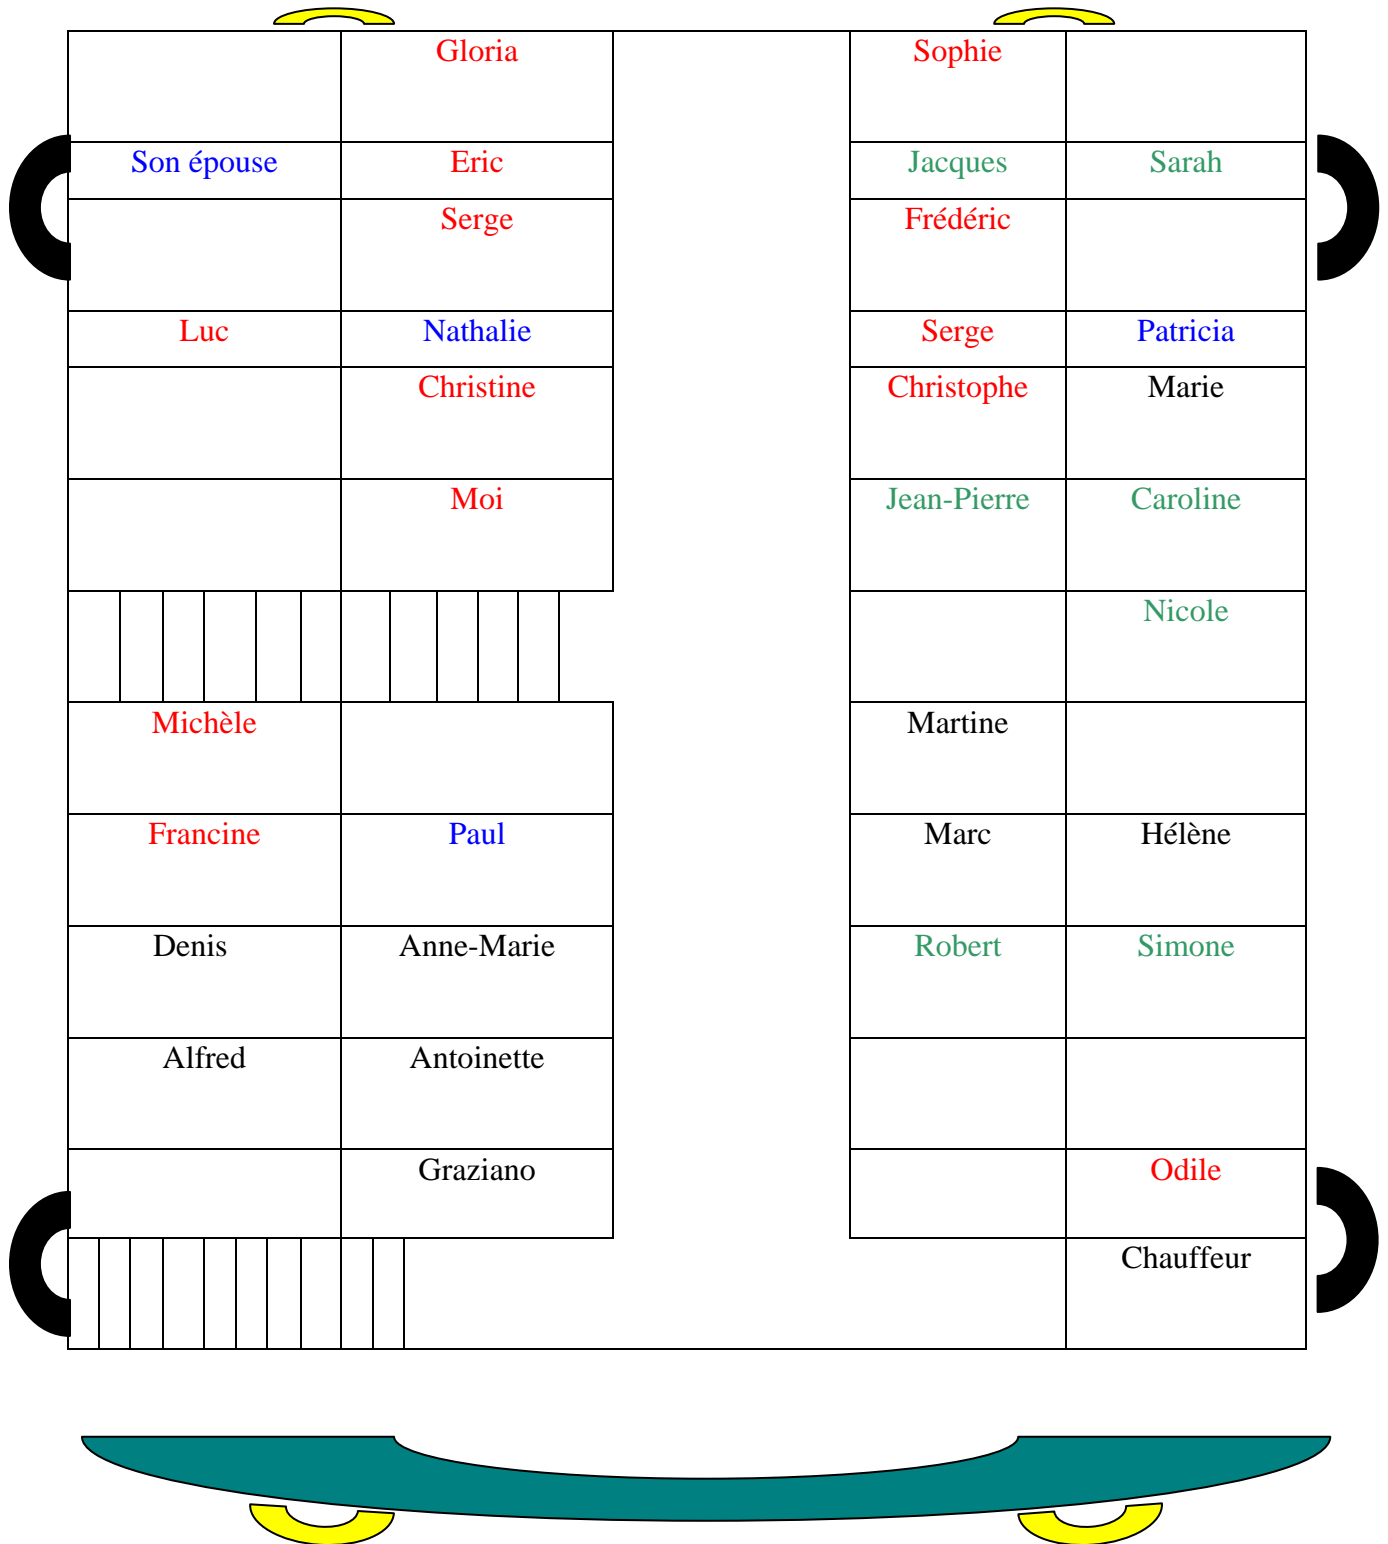 Gloria Sophie
Son épouse Eric Jacques Sarah
Serge Frédéric
Luc Nathalie Serge Patricia
Christine Christophe Marie
Moi Jean-Pierre Caroline
Nicole
Michèle Martine
Francine Paul Marc Hélène
Denis Anne-Marie Robert Simone
Alfred Antoinette
Graziano Odile
Chauffeur